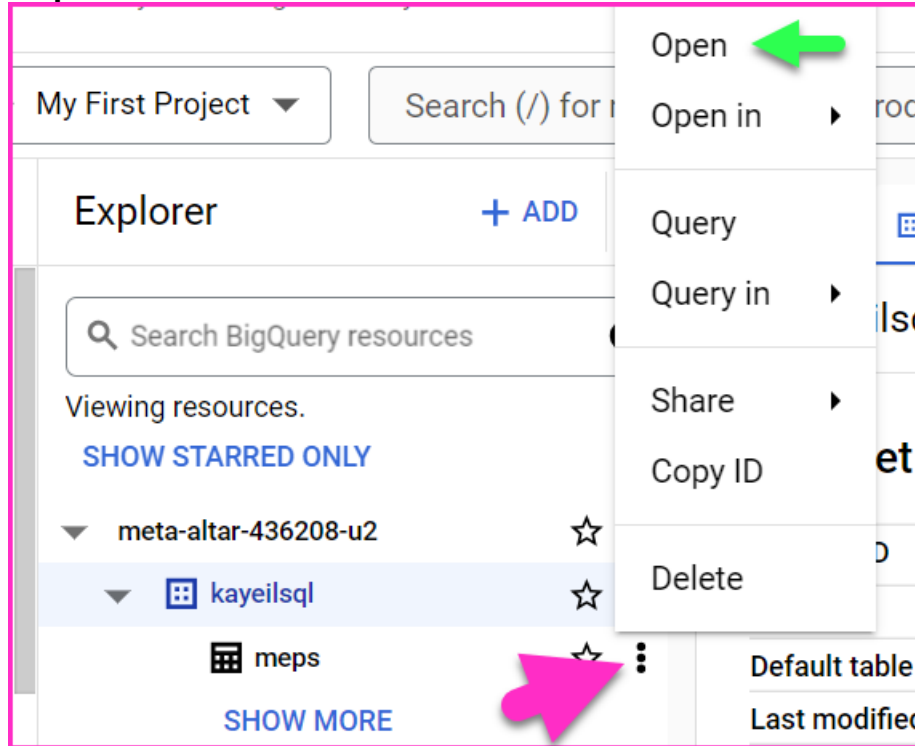 My First Project
Search (/) for
Explorer
+ ADD
Search BigQuery resources
Viewing resources.
SHOW STARRED ONLY
meta-altar-436208-u2
kayeilsql
meps
SHOW MORE
Open
Open in
Query
Query in
Share
Copy ID
Delete
Default table
Last modified